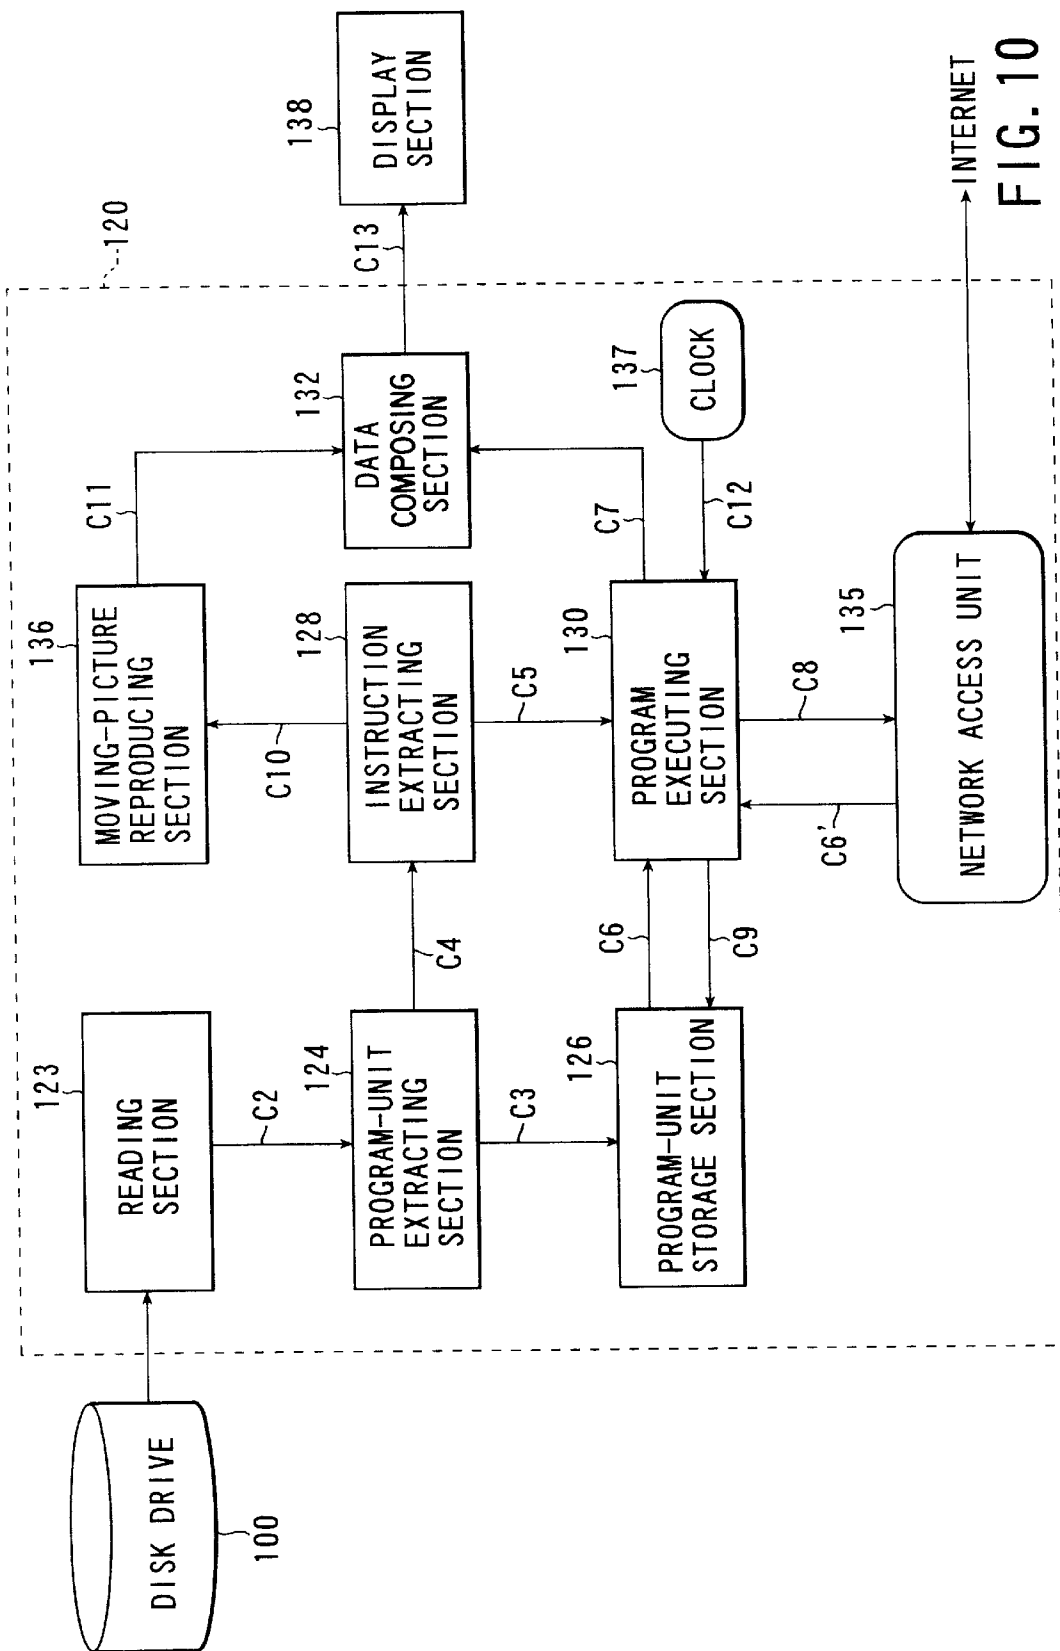 DISK DRIVE
100
120
123
READING
SECTION
C2
124
PROGRAM-UNIT
EXTRACTING
SECTION
C3
126
PROGRAM-UNIT
STORAGE SECTION
C4
C6
C9
136
MOVING-PICTURE
REPRODUCING
SECTION
C10
128
INSTRUCTION
EXTRACTING
SECTION
C5
130
PROGRAM
EXECUTING
SECTION
C6'
C8
135
NETWORK ACCESS UNIT
C11
132
DATA
COMPOSING
SECTION
C7
C12
137
CLOCK
C13
138
DISPLAY
SECTION
INTERNET
FIG. 10